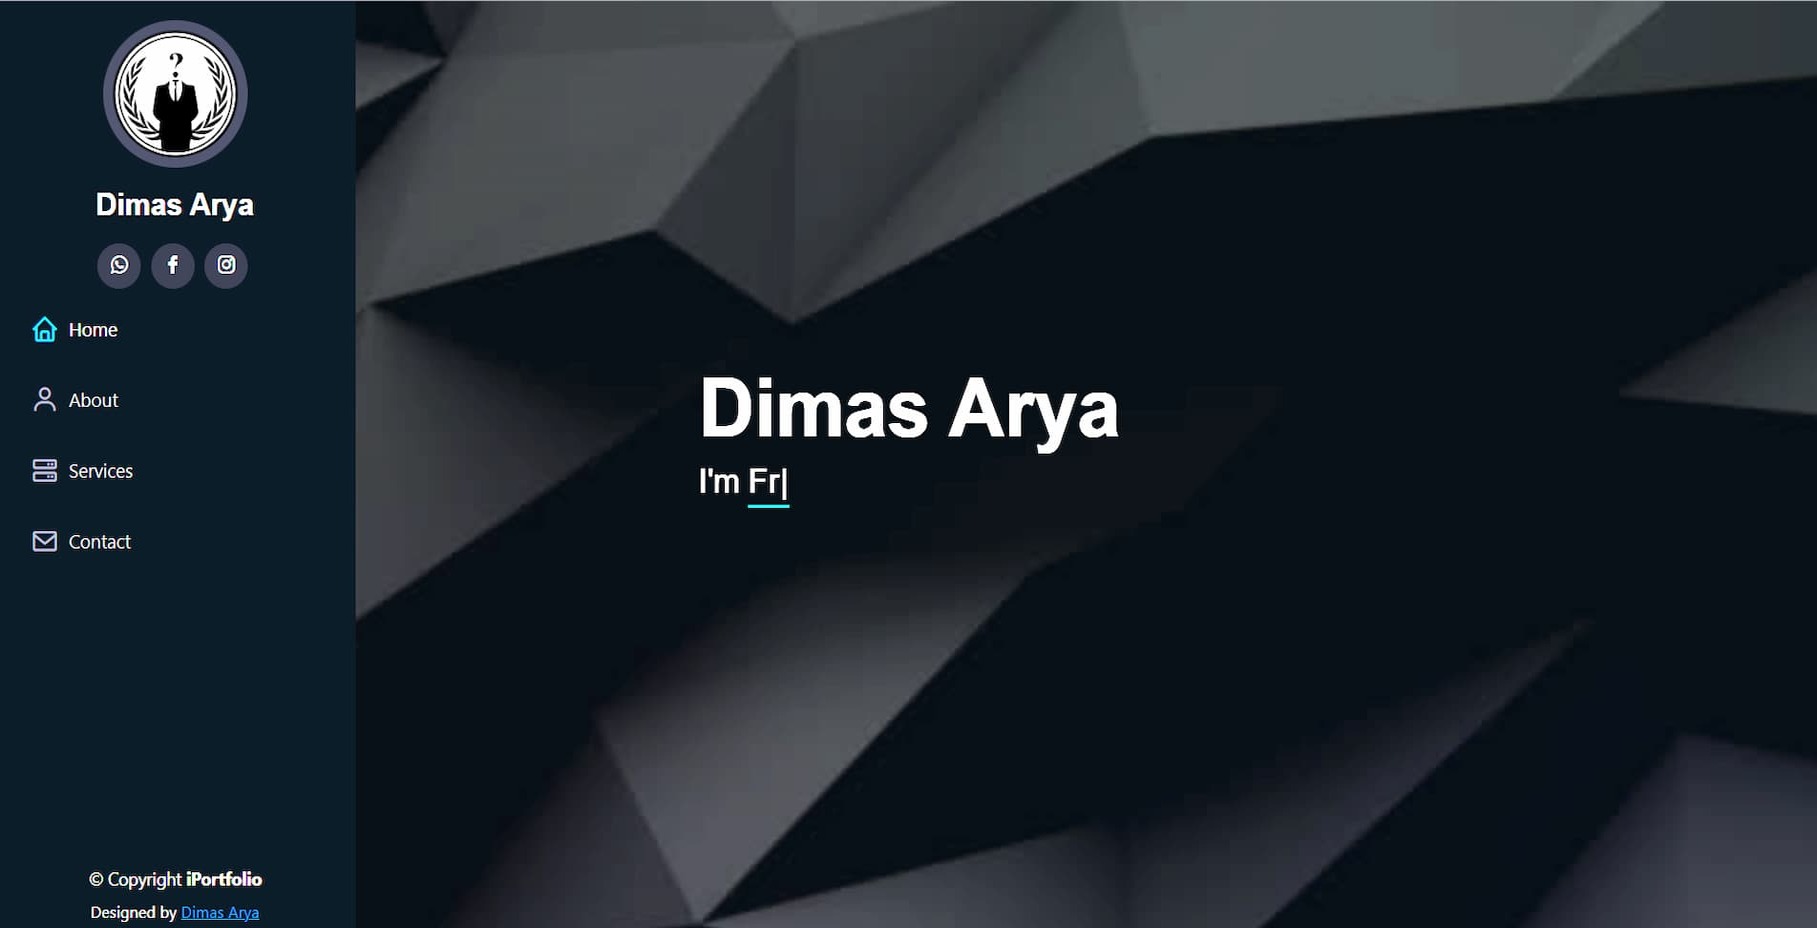 ?
Dimas Arya
Home
About
Services
Contact
© Copyright iPortfolio
Designed by Dimas Arya
Dimas Arya
I'm Fr|